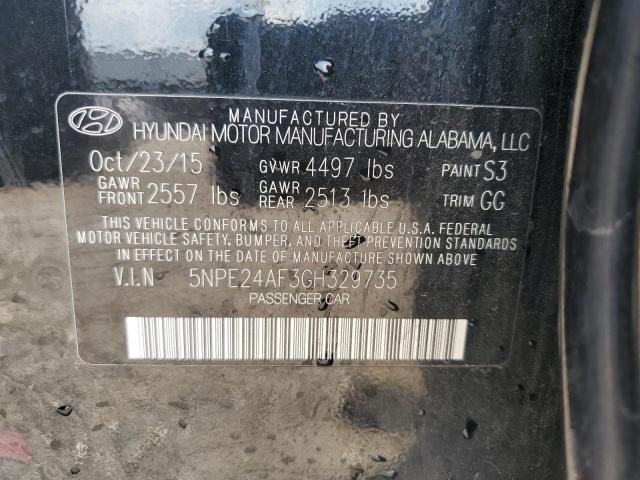 MANUFACTURED BY
HYUNDAI MOTOR MANUFACTURING ALABAMA, LLC
Oct/23/15 GVWR 4497 lbs PAINT S3
GAWR FRONT 2557 lbs GAWR REAR 2513 lbs TRIM GG
THIS VEHICLE CONFORMS TO ALL APPLICABLE U.S.A. FEDERAL
MOTOR VEHICLE SAFETY, BUMPER, AND THEFT PREVENTION STANDARDS
IN EFFECT ON THE DATE OF MANUFACTURE SHOWN ABOVE.
V.I.N 5NPE24AF3GH329735
PASSENGER CAR